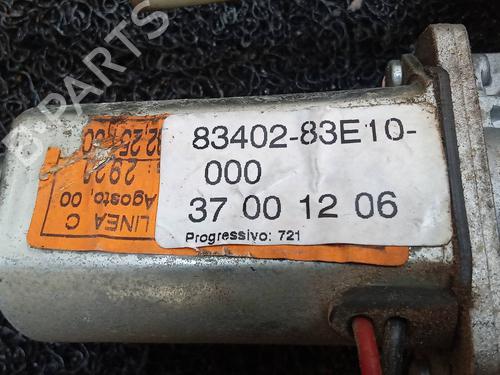 83402-83E10-
000
37 00 12 06
Progressivo: 721
LINEA C
Agosto, 00
B-PARTS